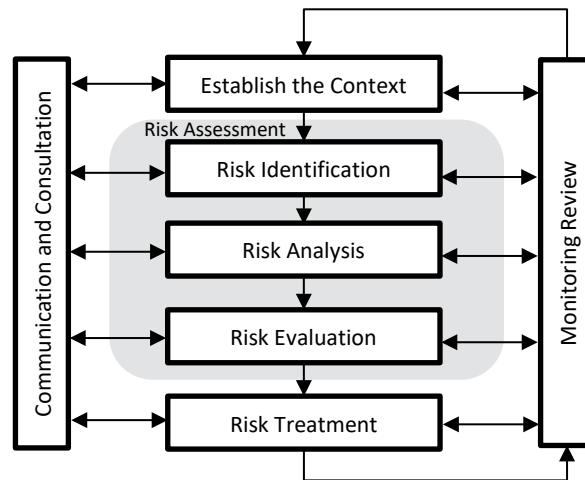 Establish the Context
Risk Assessment
Risk Identification
Risk Analysis
Risk Evaluation
Risk Treatment
Communication and Consultation
Monitoring Review